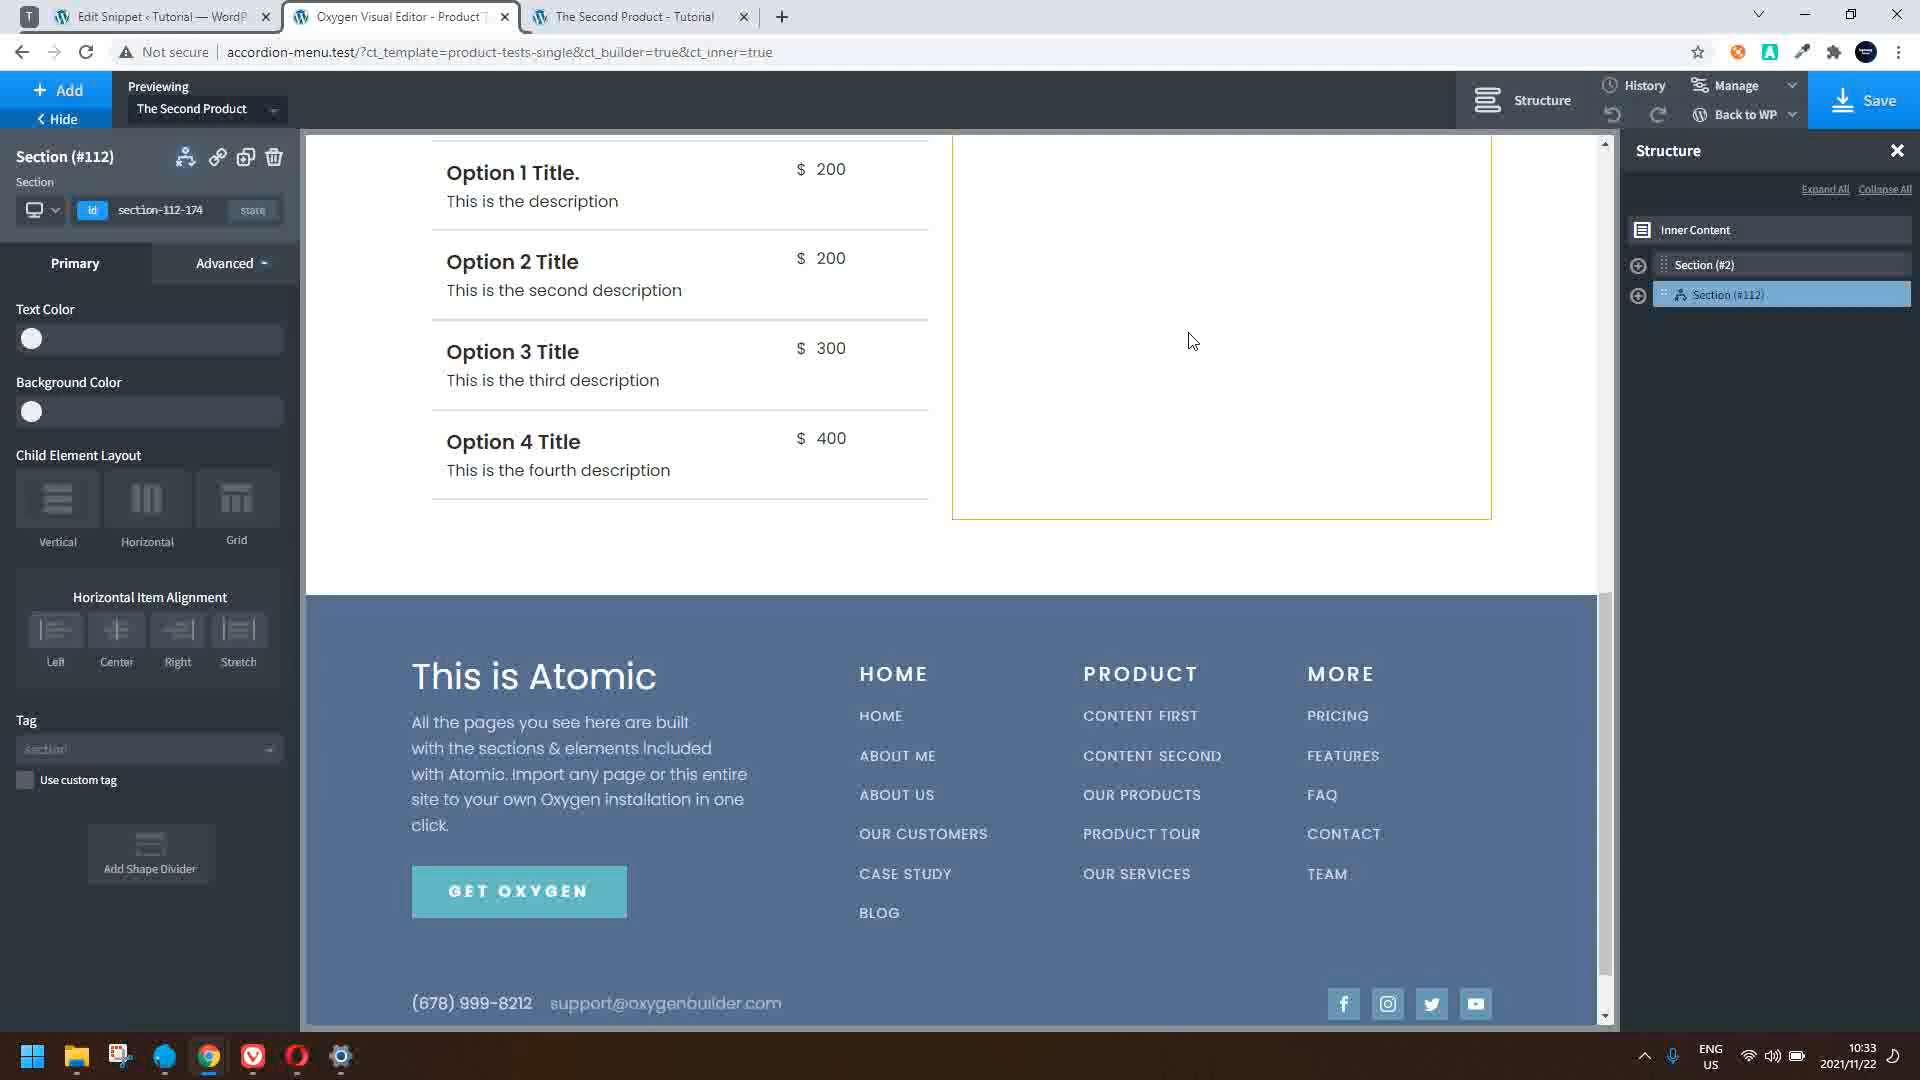 T
Edit Snippet ‹ Tutorial — WordP
Oxygen Visual Editor - Product T
The Second Product - Tutorial
Not secure
accordion-menu.test/?ct_template=product-tests-single&ct_builder=true&ct_inner=true
Add
Hide
Previewing
The Second Product
Structure
History
Manage
Back to WP
Save
Section (#112)
Section
id
section-112-174
state
Primary
Advanced
Text Color
Background Color
Child Element Layout
Vertical
Horizontal
Grid
Horizontal Item Alignment
Left
Center
Right
Stretch
Tag
section
Use custom tag
Add Shape Divider
Option 1 Title.
$ 200
This is the description
Option 2 Title
$ 200
This is the second description
Option 3 Title
$ 300
This is the third description
Option 4 Title
$ 400
This is the fourth description
This is Atomic
All the pages you see here are built
with the sections & elements included
with Atomic. Import any page or this entire
site to your own Oxygen installation in one
click.
GET OXYGEN
HOME
HOME
ABOUT ME
ABOUT US
OUR CUSTOMERS
CASE STUDY
BLOG
PRODUCT
CONTENT FIRST
CONTENT SECOND
OUR PRODUCTS
PRODUCT TOUR
OUR SERVICES
MORE
PRICING
FEATURES
FAQ
CONTACT
TEAM
(678) 999-8212
support@oxygenbuilder.com
Structure
Expand All
Collapse All
Inner Content
Section (#2)
Section (#112)
ENG
US
10:33
2021/11/22